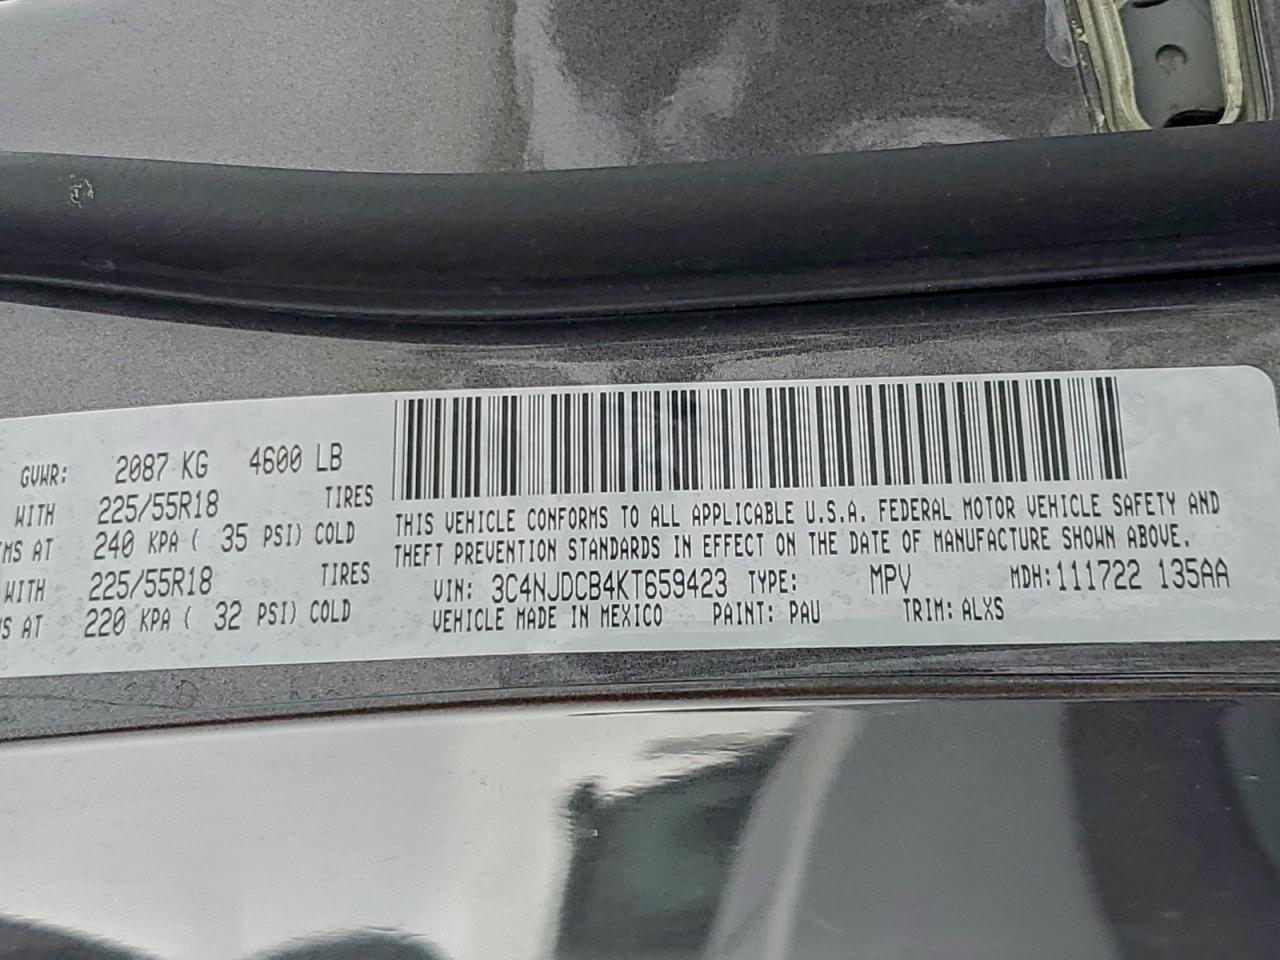 GVWR: 2087 KG 4600 LB
WITH 225/55R18 TIRES
MS AT 240 KPA ( 35 PSI) COLD
WITH 225/55R18 TIRES
S AT 220 KPA ( 32 PSI) COLD
THIS VEHICLE CONFORMS TO ALL APPLICABLE U.S.A. FEDERAL MOTOR VEHICLE SAFETY AND
THEFT PREVENTION STANDARDS IN EFFECT ON THE DATE OF MANUFACTURE SHOWN ABOVE.
VIN: 3C4NJDCB4KT659423 TYPE: MPV MDH:111722 135AA
VEHICLE MADE IN MEXICO PAINT: PAU TRIM:ALXS